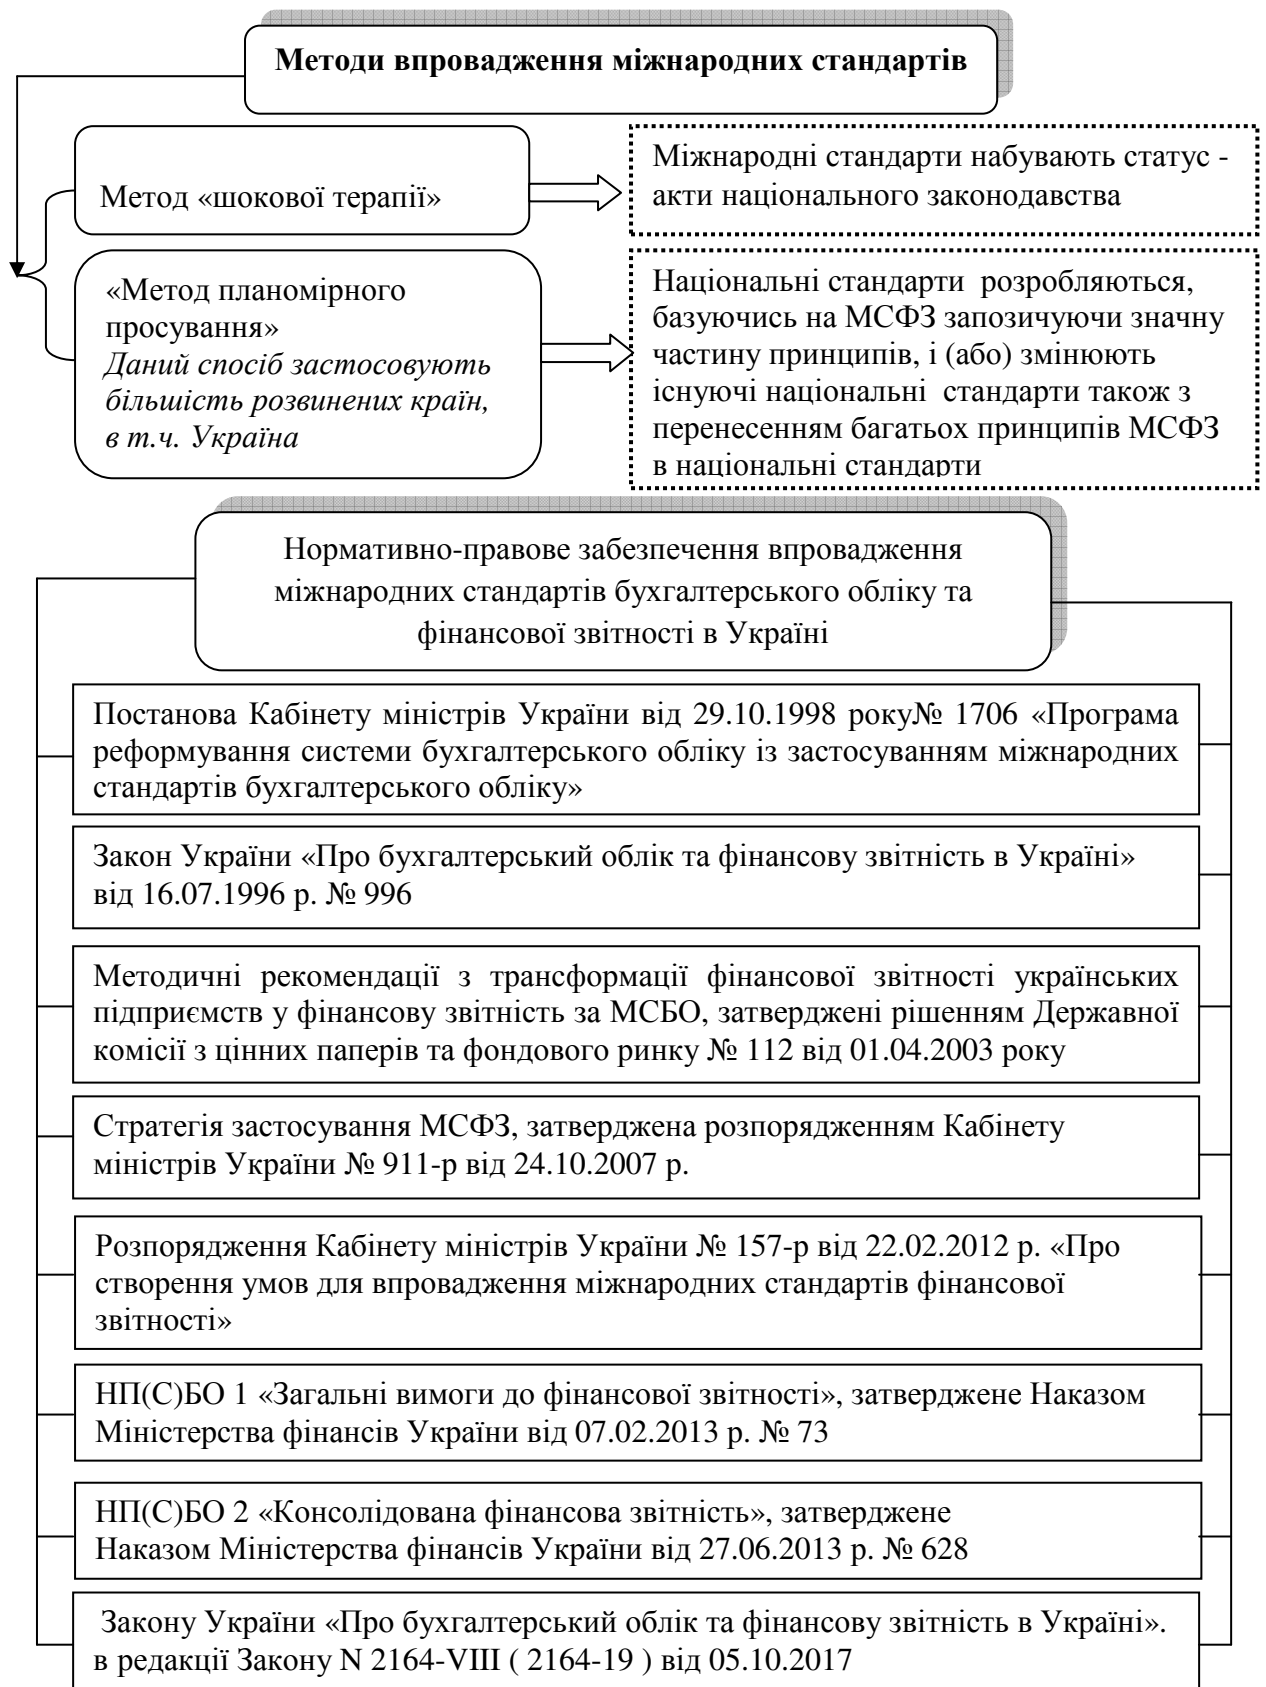 Методи впровадження міжнародних стандартів
Метод «шокової терапії»
Міжнародні стандарти набувають статус -
акти національного законодавства
«Метод планомірного
просування»
Даний спосіб застосовують
більшість розвинених країн,
в т.ч. Україна
Національні стандарти розробляються,
базуючись на МСФЗ запозичуючи значну
частину принципів, і (або) змінюють
існуючі національні стандарти також з
перенесенням багатьох принципів МСФЗ
в національні стандарти
Нормативно-правове забезпечення впровадження
міжнародних стандартів бухгалтерського обліку та
фінансової звітності в Україні
Постанова Кабінету міністрів України від 29.10.1998 року№ 1706 «Програма
реформування системи бухгалтерського обліку із застосуванням міжнародних
стандартів бухгалтерського обліку»
Закон України «Про бухгалтерський облік та фінансову звітність в Україні»
від 16.07.1996 р. № 996
Методичні рекомендації з трансформації фінансової звітності українських
підприємств у фінансову звітність за МСБО, затверджені рішенням Державної
комісії з цінних паперів та фондового ринку № 112 від 01.04.2003 року
Стратегія застосування МСФЗ, затверджена розпорядженням Кабінету
міністрів України № 911-р від 24.10.2007 р.
Розпорядження Кабінету міністрів України № 157-р від 22.02.2012 р. «Про
створення умов для впровадження міжнародних стандартів фінансової
звітності»
НП(С)БО 1 «Загальні вимоги до фінансової звітності», затверджене Наказом
Міністерства фінансів України від 07.02.2013 р. № 73
НП(С)БО 2 «Консолідована фінансова звітність», затверджене
Наказом Міністерства фінансів України від 27.06.2013 р. № 628
Закону України «Про бухгалтерський облік та фінансову звітність в Україні».
в редакції Закону N 2164-VIII ( 2164-19 ) від 05.10.2017